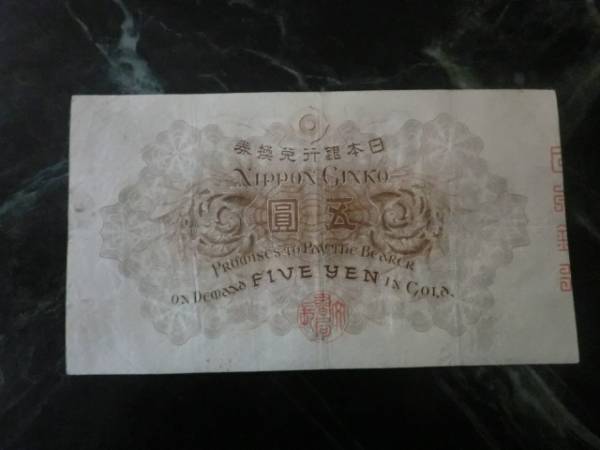 券換兌行銀本日
NIPPON GINKO
圓五
PROMISES TO PAY THE BEARER
ON DEMAND FIVE YEN IN GOLD.